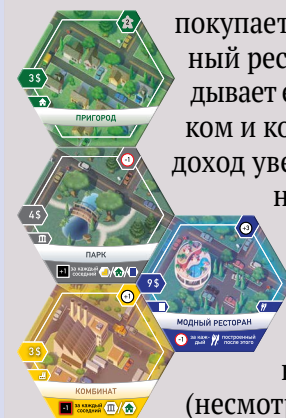 покупает
ный рес
дывает е
ком и ко
доход уве
н
2
3$
ПРИГОРОД
-1
4$
ПАРК
+1 за каждый соседний
+3
9$
МОДНЫЙ РЕСТОРАН
-1 за каждый построенный после этого
+1
3$
КОМБИНАТ
-1 за каждый соседний
(несмотр